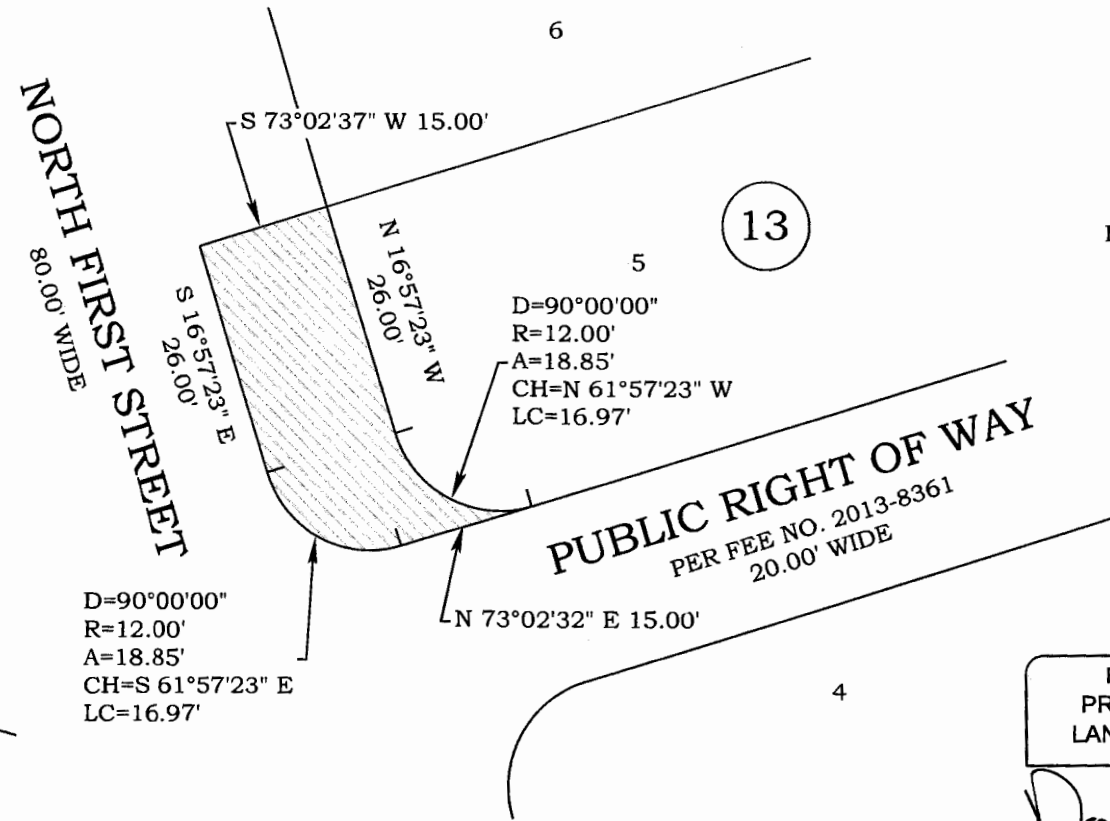 6
S 73°02'37" W 15.00'
NORTH FIRST STREET
80.00' WIDE
13
5
N 16°57'23" W
26.00'
S 16°57'23" E
26.00'
D=90°00'00"
R=12.00'
A=18.85'
CH=N 61°57'23" W
LC=16.97'
PUBLIC RIGHT OF WAY
PER FEE NO. 2013-8361
20.00' WIDE
N 73°02'32" E 15.00'
D=90°00'00"
R=12.00'
A=18.85'
CH=S 61°57'23" E
LC=16.97'
4
PR
LAN